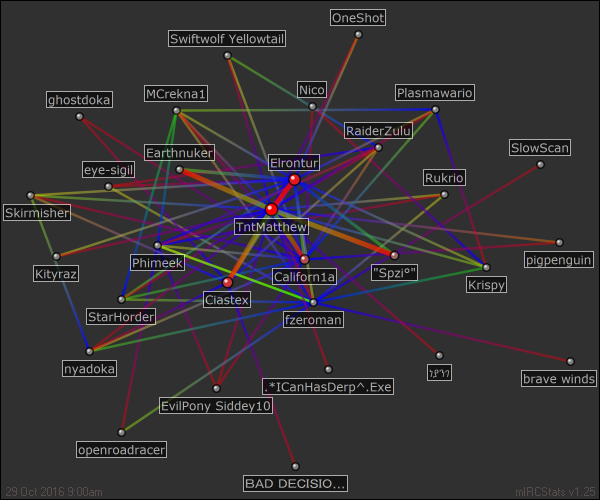 OneShot
Swiftwolf Yellowtail
Nico
Plasmawario
MCrekna1
ghostdoka
RaiderZulu
SlowScan
Earthnuker
Elrontur
eye-sigil
Rukrio
Skirmisher
TntMatthew
Phineek
Californ1a
"Spzi°"
pigpenguin
Kityraz
Krispy
Ciastex
StarHorder
fzeroman
nyadoka
.*ICanHasDerp^.Exe
brave winds
EvilPony Siddey10
openroadracer
BAD DECISIO...
29 Oct 2016 9:00am
mIRCStats v1.25